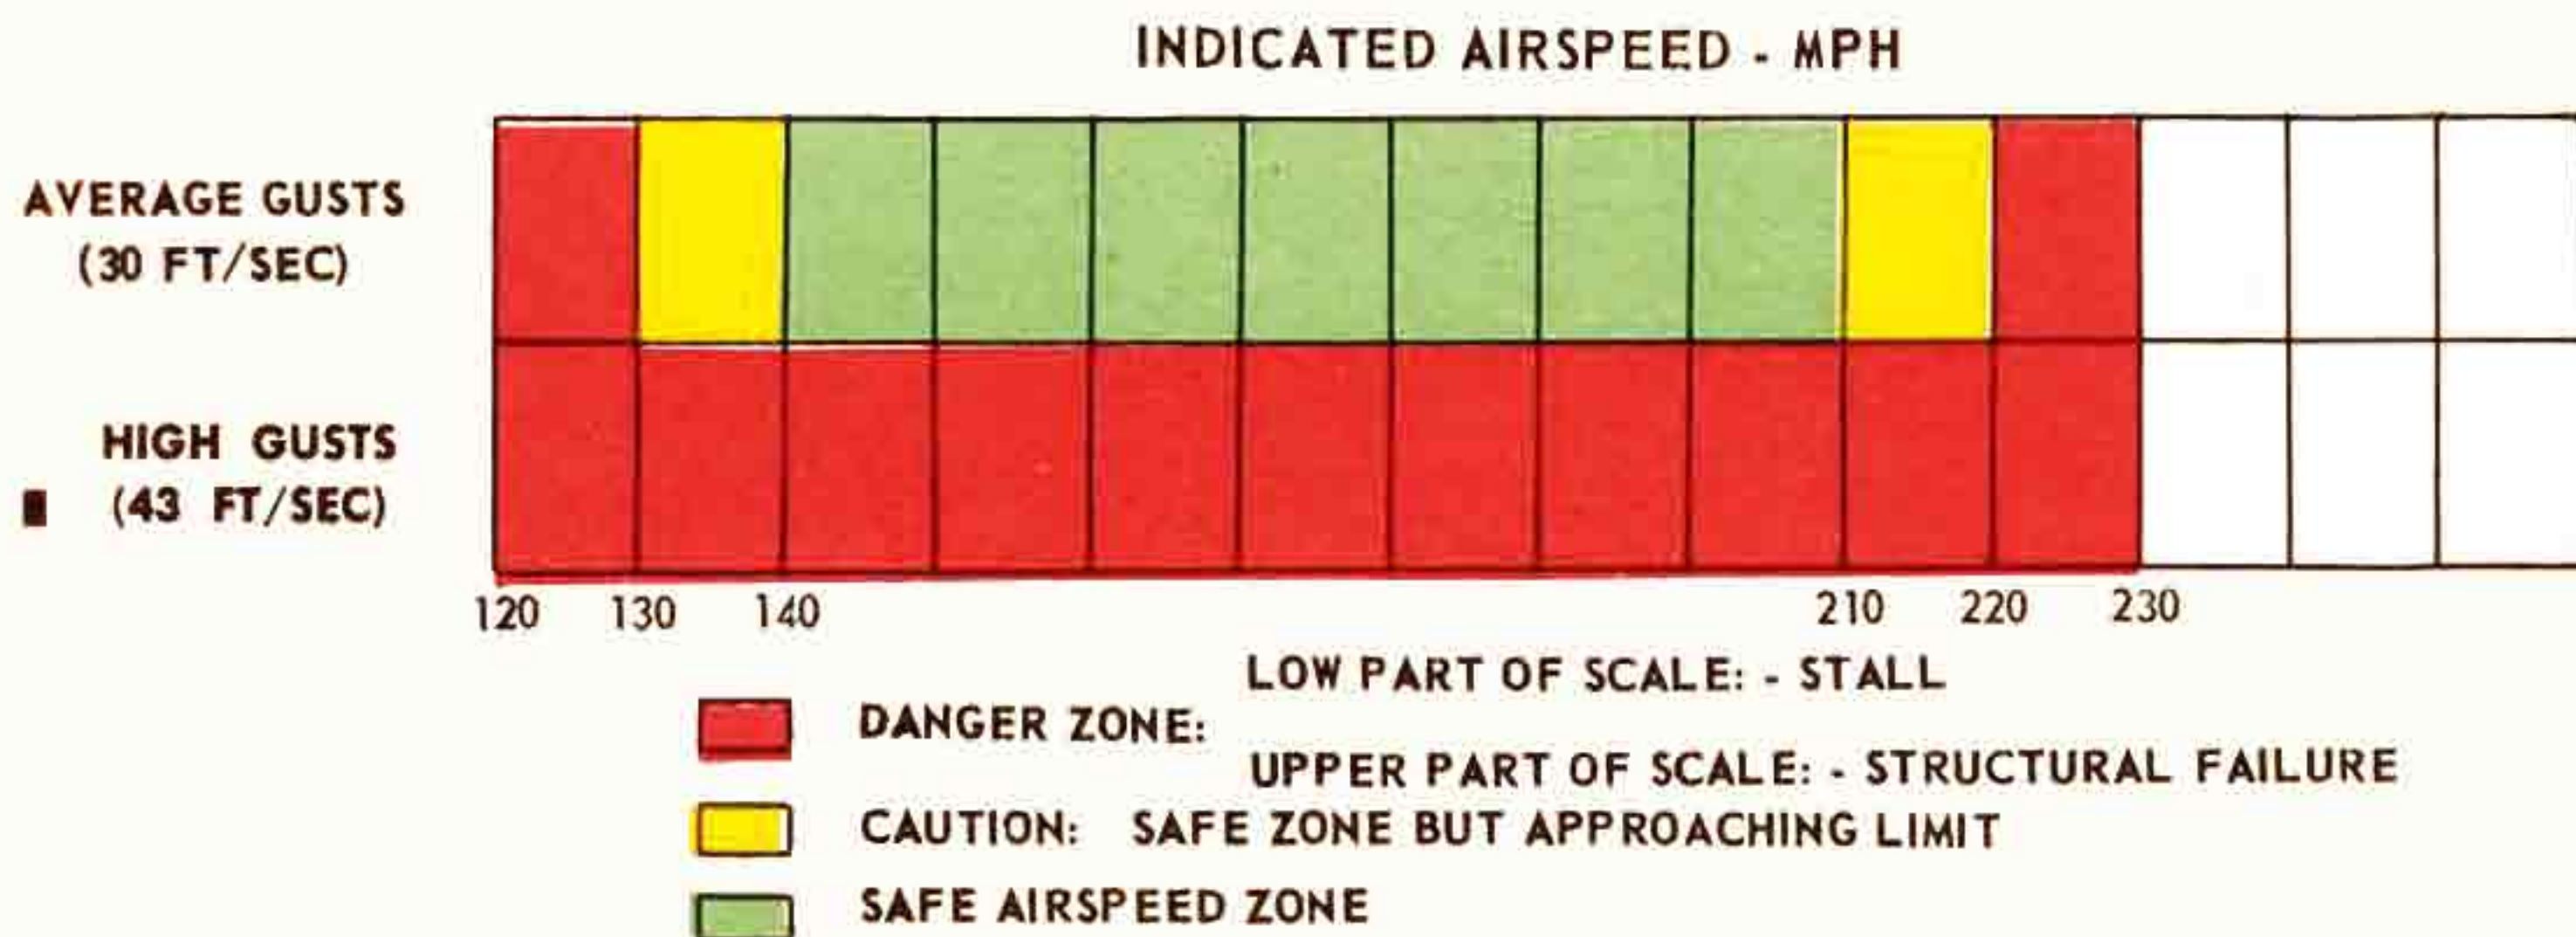 INDICATED AIRSPEED - MPH
AVERAGE GUSTS
(30 FT/SEC)
HIGH GUSTS
(43 FT/SEC)
120 130 140 210 220 230
LOW PART OF SCALE: - STALL
DANGER ZONE:
UPPER PART OF SCALE: - STRUCTURAL FAILURE
CAUTION: SAFE ZONE BUT APPROACHING LIMIT
SAFE AIRSPEED ZONE